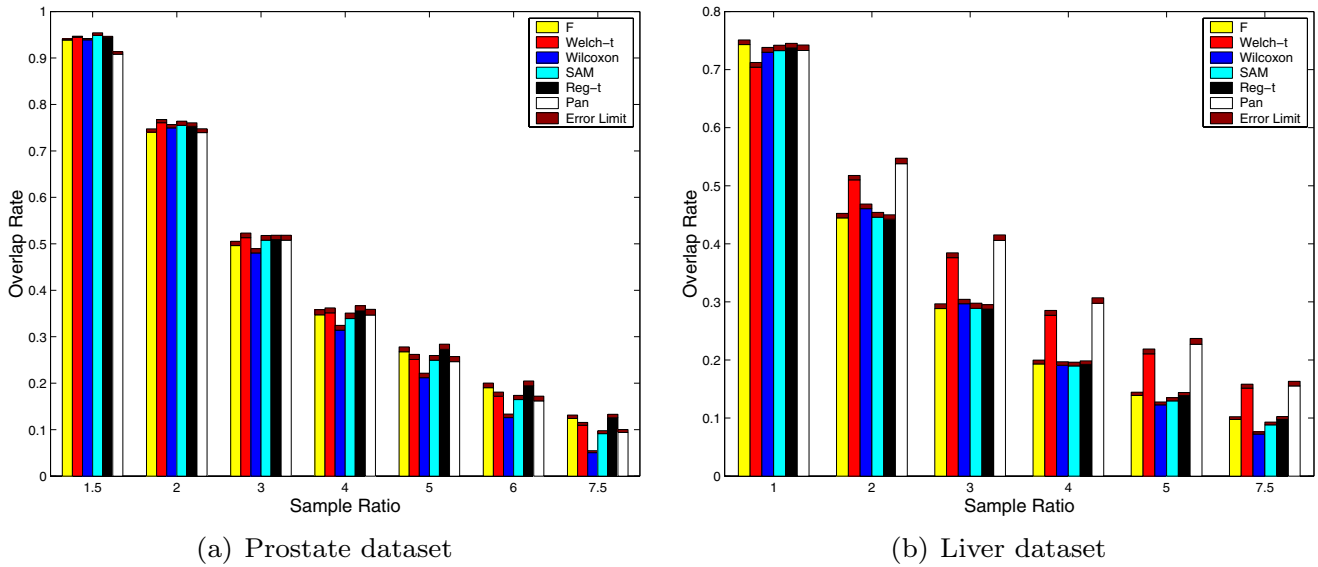 1
0.9
0.8
0.7
0.6
0.5
0.4
0.3
0.2
0.1
0
Overlap Rate
1.5 2 3 4 5 6 7.5
Sample Ratio
F
Welch−t
Wilcoxon
SAM
Reg−t
Pan
Error Limit
(a) Prostate dataset
0.8
0.7
0.6
0.5
0.4
0.3
0.2
0.1
0
Overlap Rate
1 2 3 4 5 7.5
Sample Ratio
F
Welch−t
Wilcoxon
SAM
Reg−t
Pan
Error Limit
(b) Liver dataset